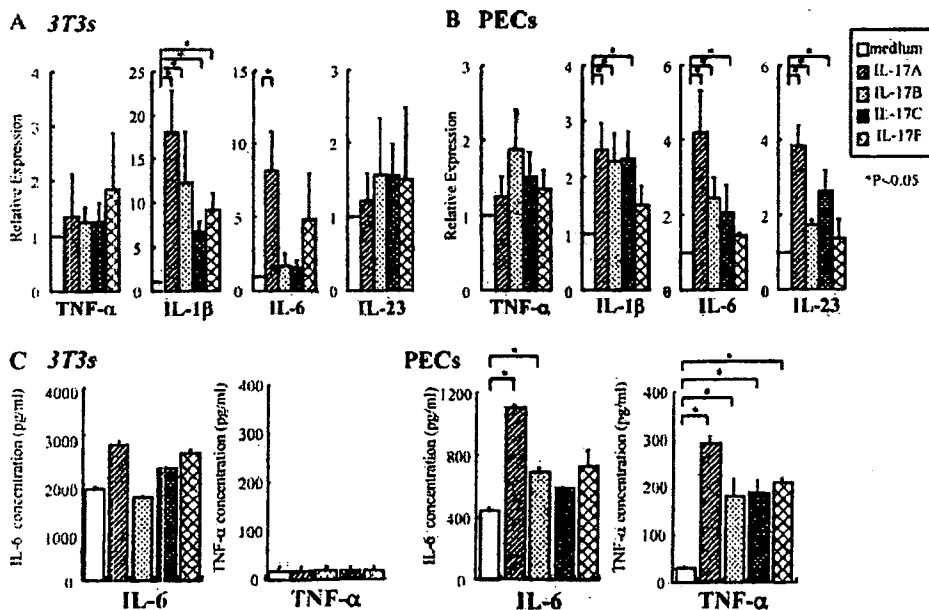 A 3T3s
B PECs
medium
IL-17A
IL-17B
IL-17C
IL-17F
*P<0.05
Relative Expression
4
3
2
1
0
TNF-α
25
20
15
10
5
0
IL-1β
* * * *
15
10
5
0
IL-6
*
4
3
2
1
0
IL-23
Relative Expression
3
2
1
0
TNF-α
4
3
2
1
0
IL-1β
* * *
6
4
2
0
IL-6
* * *
6
4
2
0
IL-23
* * *
C 3T3s
PECs
IL-6 concentration (pg/ml)
4000
3000
2000
1000
0
IL-6
TNF-α concentration (pg/ml)
400
300
200
100
0
TNF-α
IL-6 concentration (pg/ml)
1200
800
400
0
IL-6
* *
TNF-α concentration (pg/ml)
400
300
200
100
0
TNF-α
* * * *